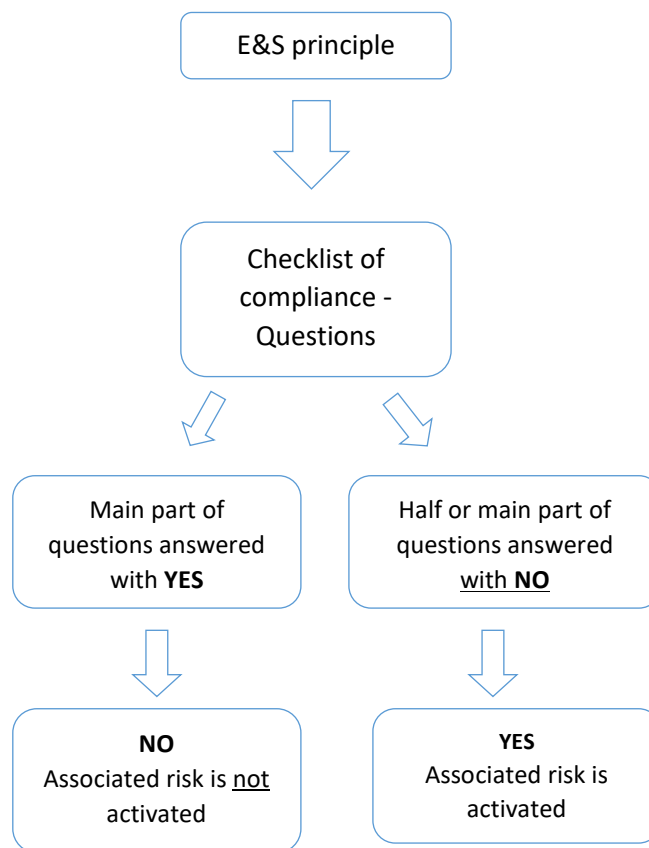 E&S principle
Checklist of
compliance -
Questions
Main part of
questions answered
with YES
Half or main part of
questions answered
with NO
NO
Associated risk is not
activated
YES
Associated risk is
activated